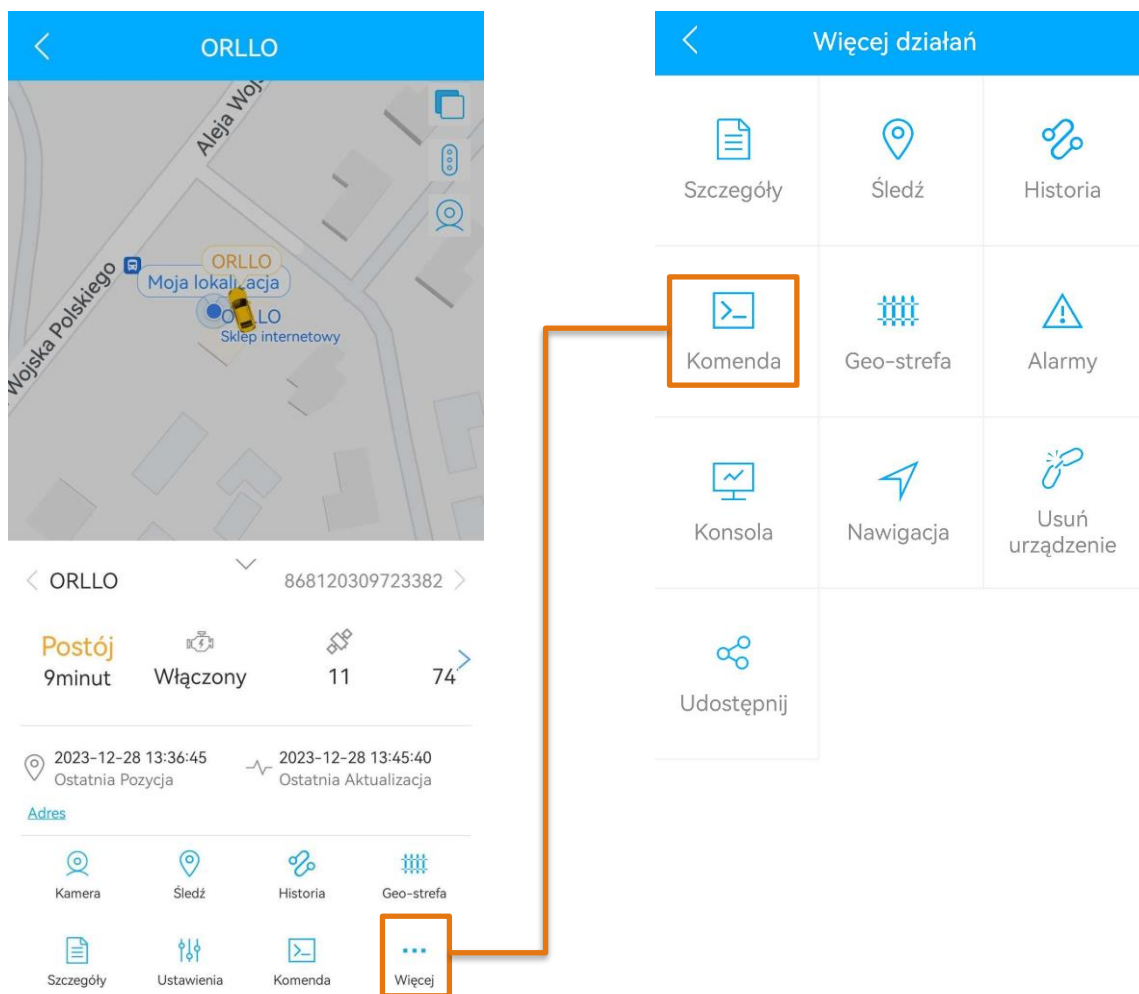 ORLLO
Aleja Woj
Wojska Polskiego
ORLLO
Moja lokalizacja
Sklep internetowy
ORLLO
868120309723382
Postój
9minut
Włączony
11
74
2023-12-28 13:36:45
Ostatnia Pozycja
2023-12-28 13:45:40
Ostatnia Aktualizacja
Adres
Kamera
Śledź
Historia
Geo-strefa
Szczegóły
Ustawienia
Komenda
Więcej
Więcej działań
Szczegóły
Śledź
Historia
Komenda
Geo-strefa
Alarmy
Konsola
Nawigacja
Usuń
urządzenie
Udostępnij